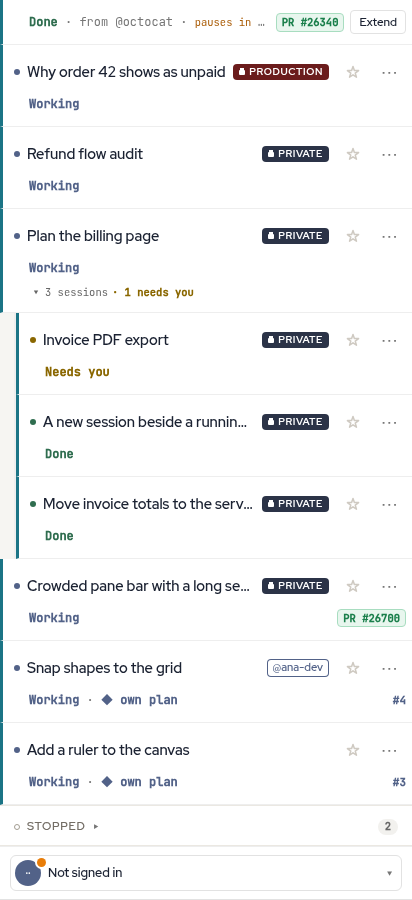 Done · from @octocat · pauses in … PR #26340 Extend
Why order 42 shows as unpaid PRODUCTION
Working
Refund flow audit PRIVATE
Working
Plan the billing page PRIVATE
Working
3 sessions · 1 needs you
Invoice PDF export PRIVATE
Needs you
A new session beside a runnin… PRIVATE
Done
Move invoice totals to the serv… PRIVATE
Done
Crowded pane bar with a long se… PRIVATE
Working PR #26700
Snap shapes to the grid @ana-dev
Working · ◆ own plan #4
Add a ruler to the canvas
Working · ◆ own plan #3
STOPPED 2
Not signed in